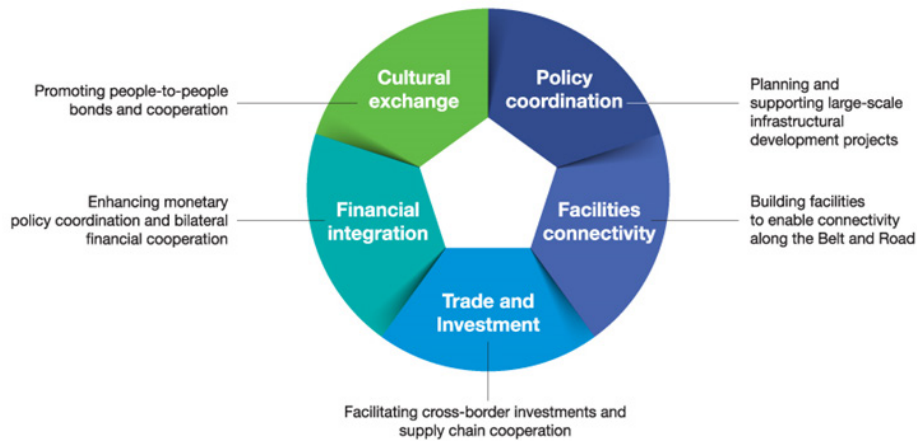 Cultural
exchange
Policy
coordination
Promoting people-to-people
bonds and cooperation
Planning and
supporting large-scale
infrastructural
development projects
Enhancing monetary
policy coordination and bilateral
financial cooperation
Financial
integration
Facilities
connectivity
Building facilities
to enable connectivity
along the Belt and Road
Trade and
Investment
Facilitating cross-border investments and
supply chain cooperation